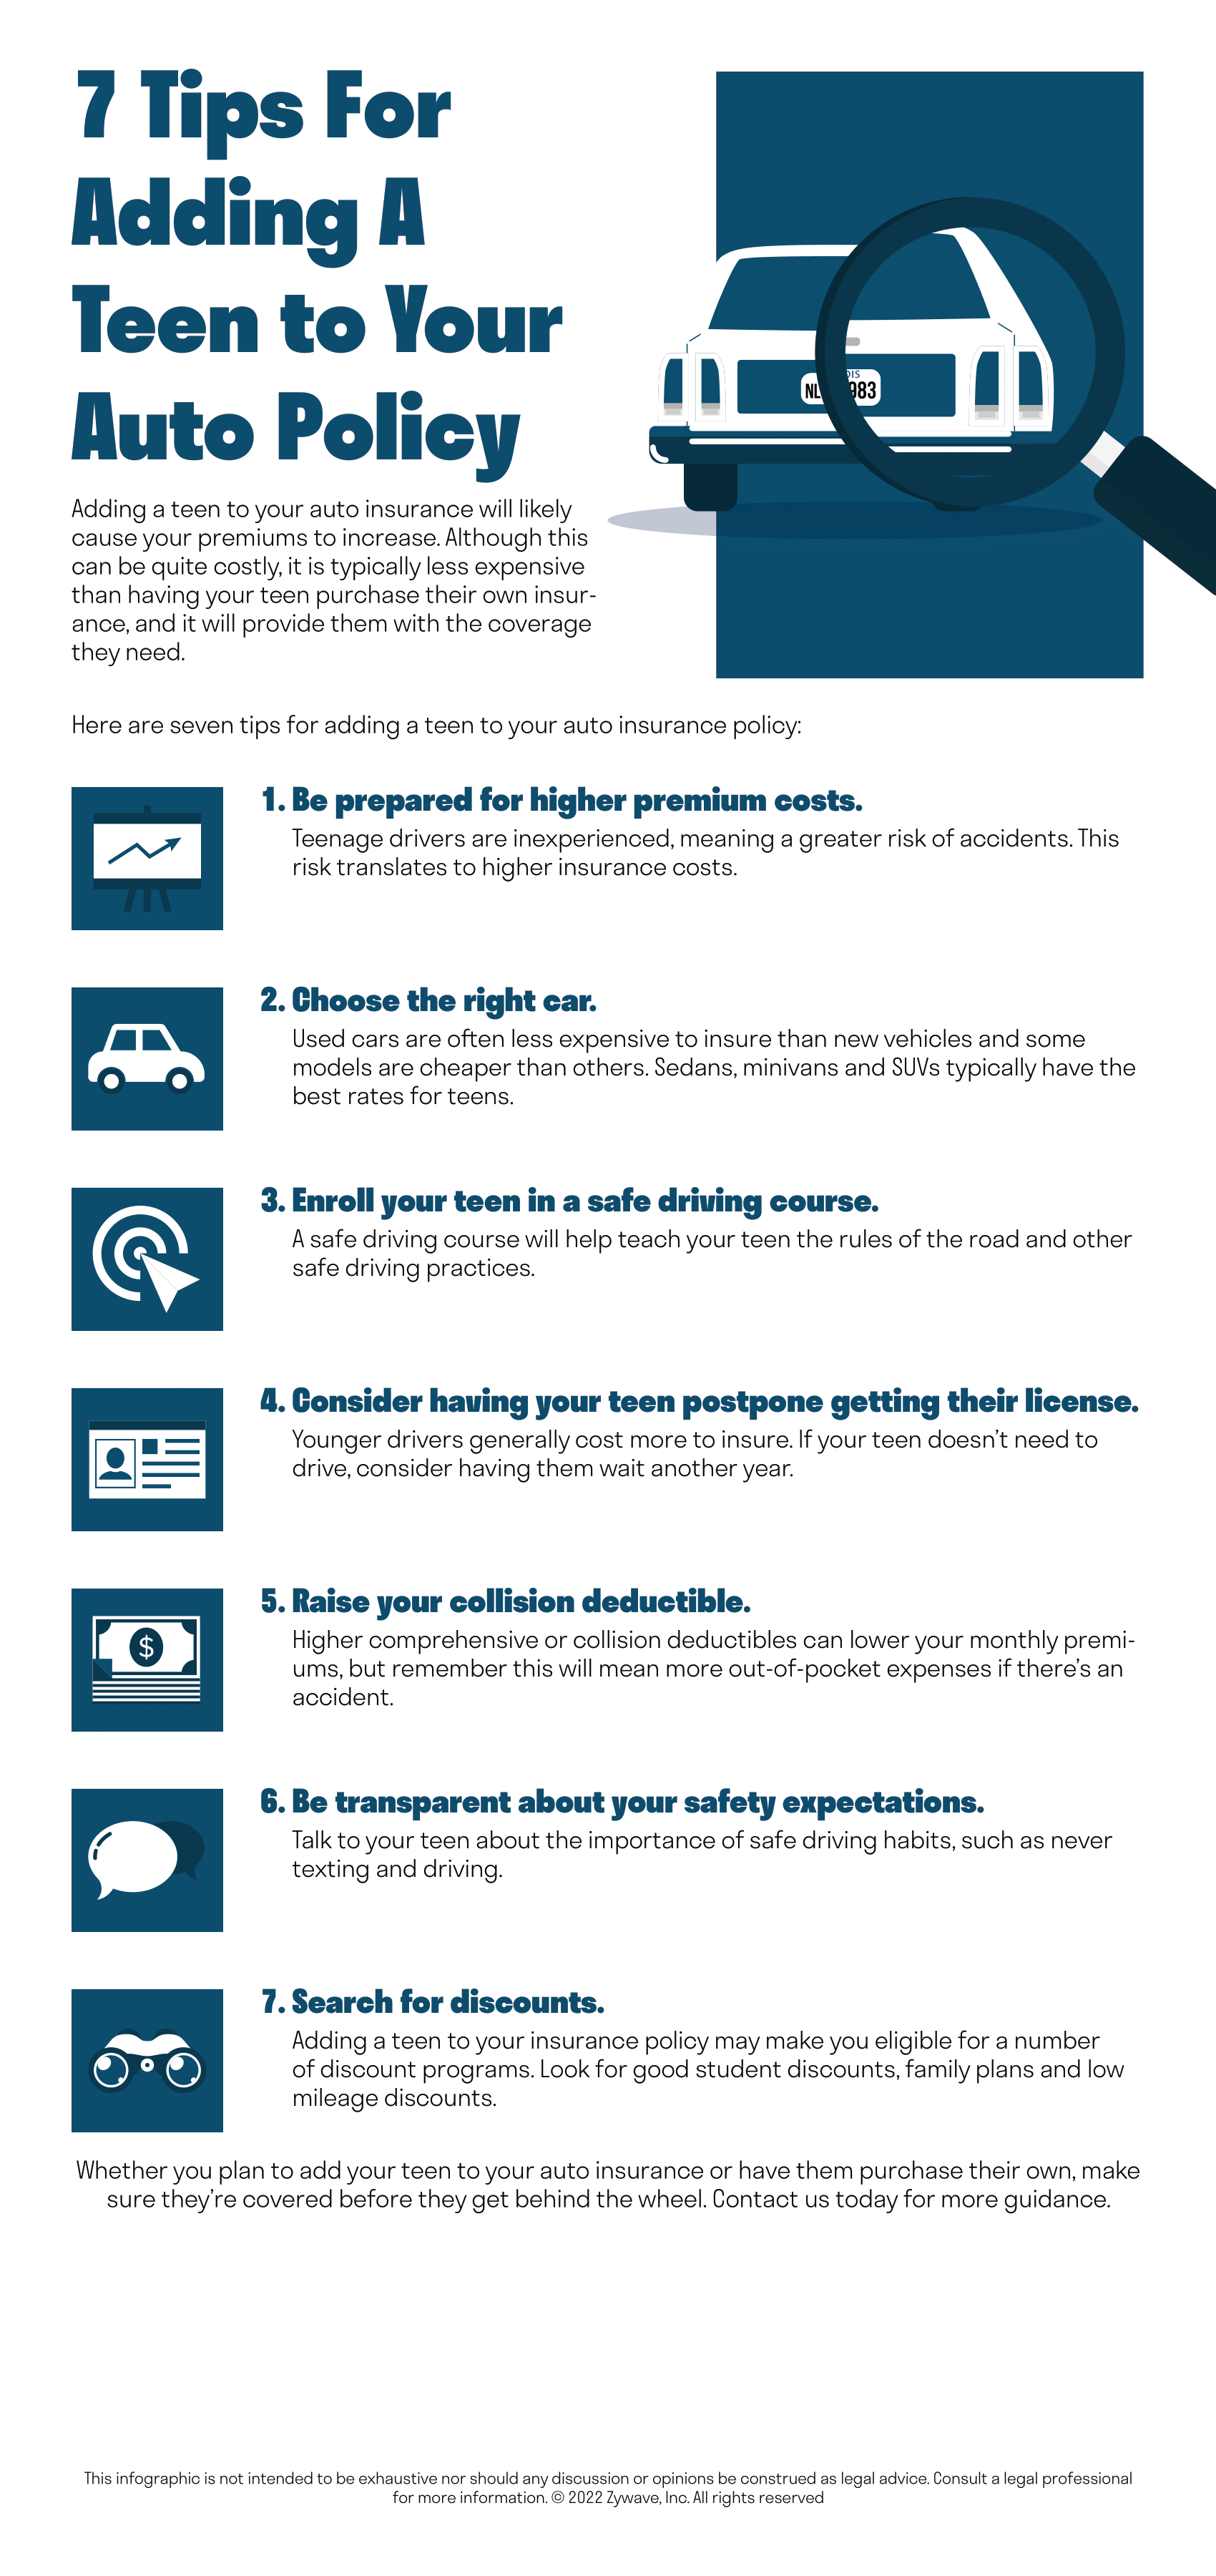 7 Tips For
Adding A
Teen to Your
Auto Policy
Adding a teen to your auto insurance will likely
cause your premiums to increase. Although this
can be quite costly, it is typically less expensive
than having your teen purchase their own insur-
ance, and it will provide them with the coverage
they need.
Here are seven tips for adding a teen to your auto insurance policy:
1. Be prepared for higher premium costs.
Teenage drivers are inexperienced, meaning a greater risk of accidents. This
risk translates to higher insurance costs.
2. Choose the right car.
Used cars are often less expensive to insure than new vehicles and some
models are cheaper than others. Sedans, minivans and SUVs typically have the
best rates for teens.
3. Enroll your teen in a safe driving course.
A safe driving course will help teach your teen the rules of the road and other
safe driving practices.
4. Consider having your teen postpone getting their license.
Younger drivers generally cost more to insure. If your teen doesn’t need to
drive, consider having them wait another year.
5. Raise your collision deductible.
$
Higher comprehensive or collision deductibles can lower your monthly premi-
ums, but remember this will mean more out-of-pocket expenses if there’s an
accident.
6. Be transparent about your safety expectations.
Talk to your teen about the importance of safe driving habits, such as never
texting and driving.
7. Search for discounts.
Adding a teen to your insurance policy may make you eligible for a number
of discount programs. Look for good student discounts, family plans and low
mileage discounts.
Whether you plan to add your teen to your auto insurance or have them purchase their own, make
sure they’re covered before they get behind the wheel. Contact us today for more guidance.
This infographic is not intended to be exhaustive nor should any discussion or opinions be construed as legal advice. Consult a legal professional
for more information. © 2022 Zywave, Inc. All rights reserved